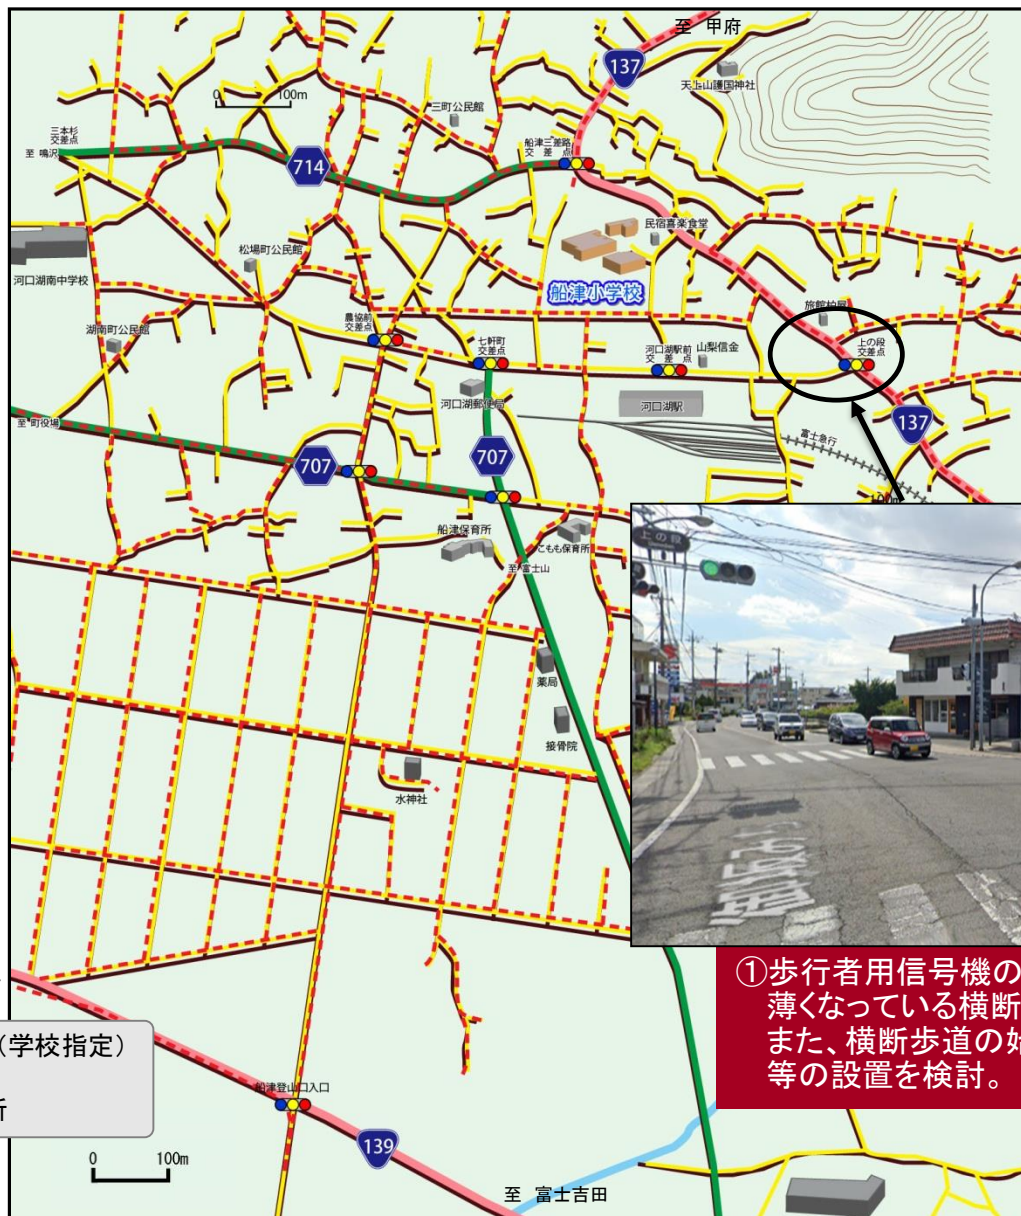 至 甲府
137
天上山護国神社
0 100m
三町公民館
三本杉
交差点
至 鳴沢
船津三差路
交 差 点
714
民宿喜楽食堂
松場町公民館
河口湖南中学校
船津小学校
旅館柏屋
農協前
交差点
湖南町公民館
七軒町
交差点
河口湖駅前
交 差 点
山梨信金
上の段
交差点
河口湖郵便局
河口湖駅
137
至 町役場
富士急行
707
707
100m
上の段
船津保育所
こもも保育所
至 富士山
薬局
接骨院
水神社
①歩行者用信号機の
薄くなっている横断
また、横断歩道の
等の設置を検討。
（学校指定）
船津登山口入口
139
0 100m
至 富士吉田